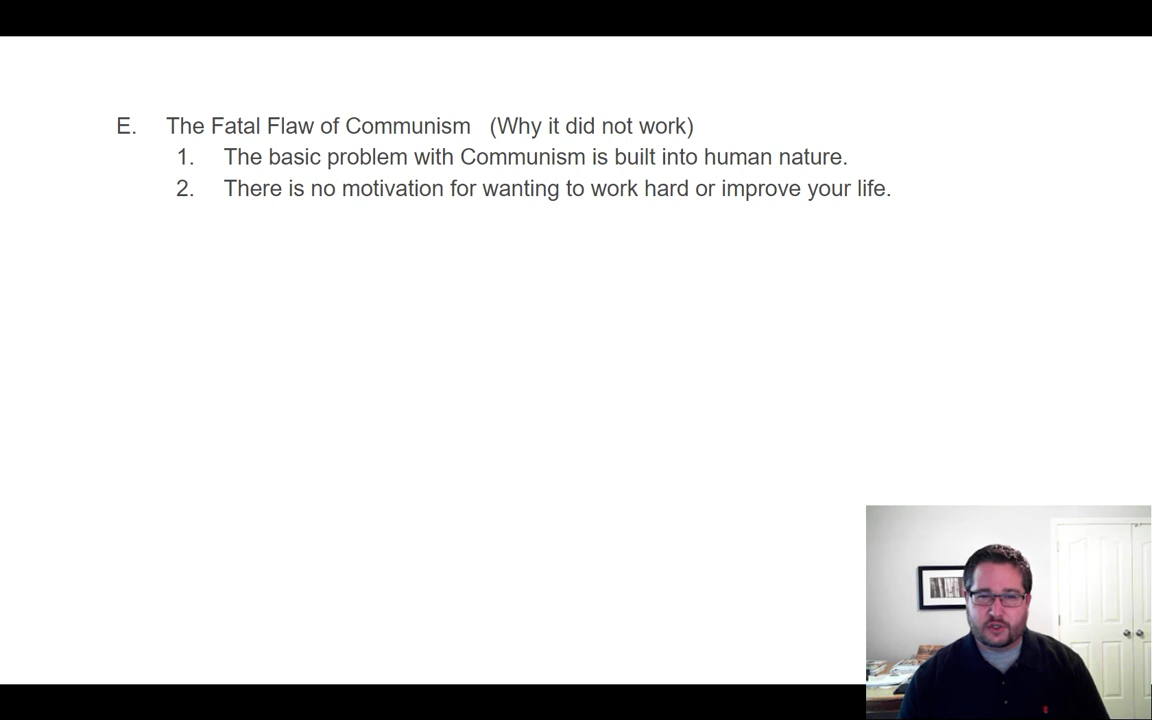 E. The Fatal Flaw of Communism (Why it did not work)
1. The basic problem with Communism is built into human nature.
2. There is no motivation for wanting to work hard or improve your life.